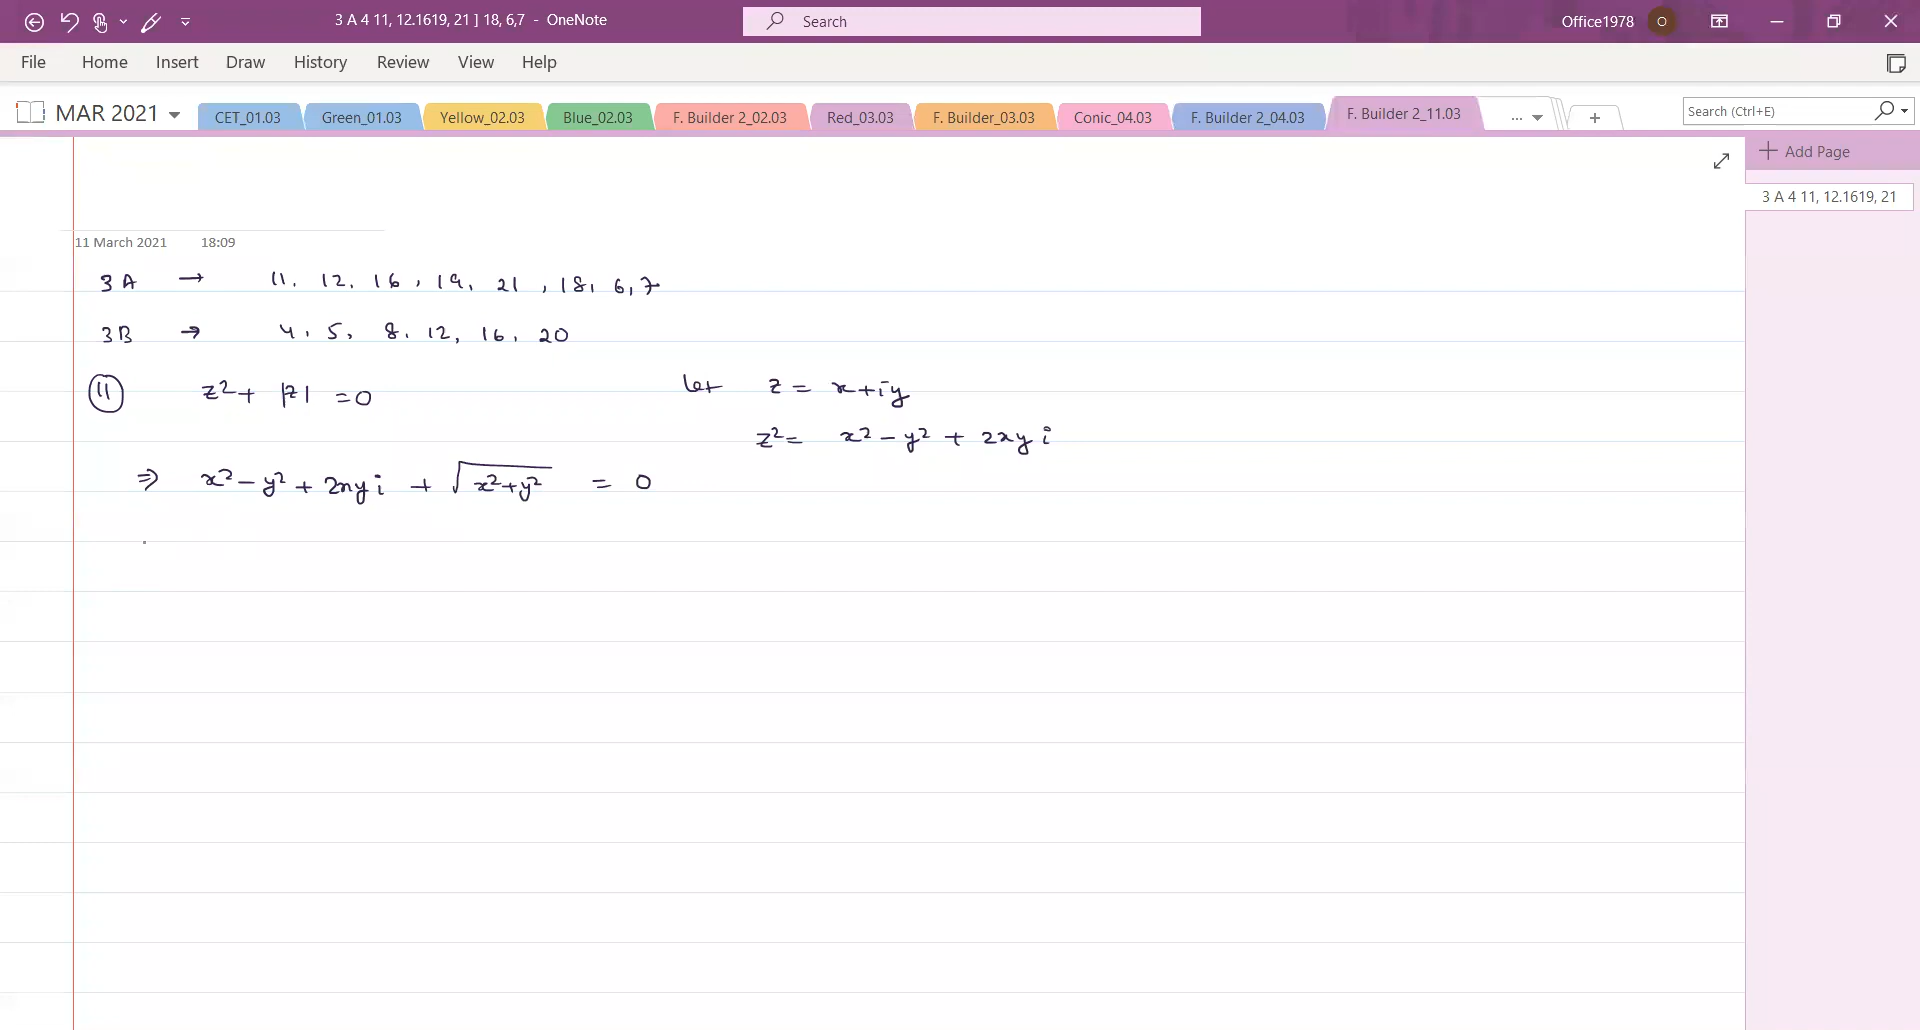 3 A 4 11, 12.1619, 21 ] 18, 6,7 - OneNote
Search
Office1978 O
File Home Insert Draw History Review View Help
MAR 2021
CET_01.03 Green_01.03 Yellow_02.03 Blue_02.03 F. Builder 2_02.03 Red_03.03 F. Builder_03.03 Conic_04.03 F. Builder 2_04.03 F. Builder 2_11.03 ... +
Search (Ctrl+E)
Add Page
3 A 4 11, 12.1619, 21
11 March 2021 18:09
3A → 11, 12, 16, 19, 21, 18, 6, 7
3B → 4, 5, 8, 12, 16, 20
(11) z² + |z| = 0 let z = x+iy
z² = x² - y² + 2xy i
⇒ x² - y² + 2xy i + √(x²+y²) = 0